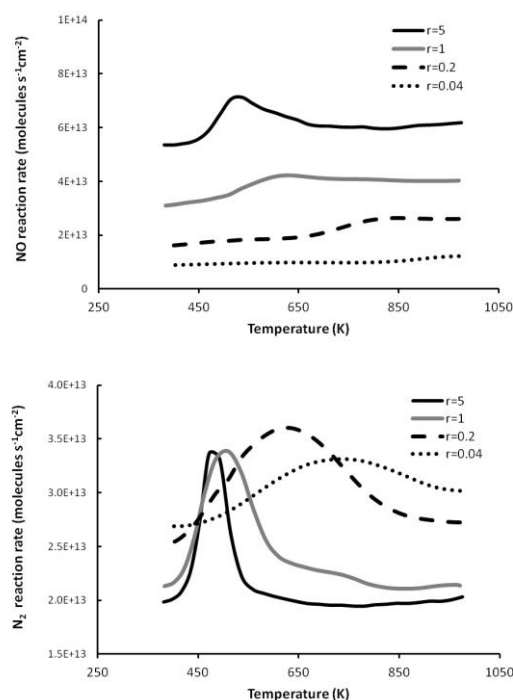 1E+14
8E+13
6E+13
4E+13
2E+13
0
NO reaction rate (molecules s⁻¹cm⁻²)
r=5
r=1
r=0.2
r=0.04
250
450
650
850
1050
Temperature (K)
4.0E+13
3.5E+13
3.0E+13
2.5E+13
2.0E+13
1.5E+13
N₂ reaction rate (molecules s⁻¹cm⁻²)
r=5
r=1
r=0.2
r=0.04
250
450
650
850
1050
Temperature (K)